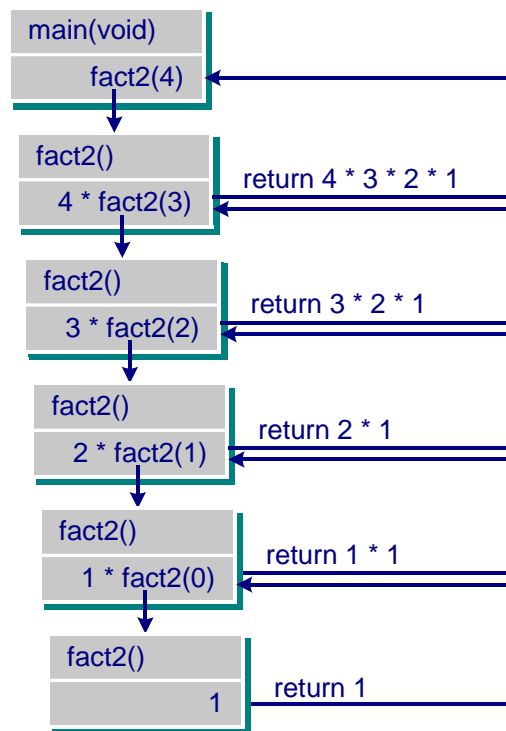 main(void)
fact2(4)
fact2()
return 4 * 3 * 2 * 1
4 * fact2(3)
fact2()
return 3 * 2 * 1
3 * fact2(2)
fact2()
return 2 * 1
2 * fact2(1)
fact2()
return 1 * 1
1 * fact2(0)
fact2()
return 1
1